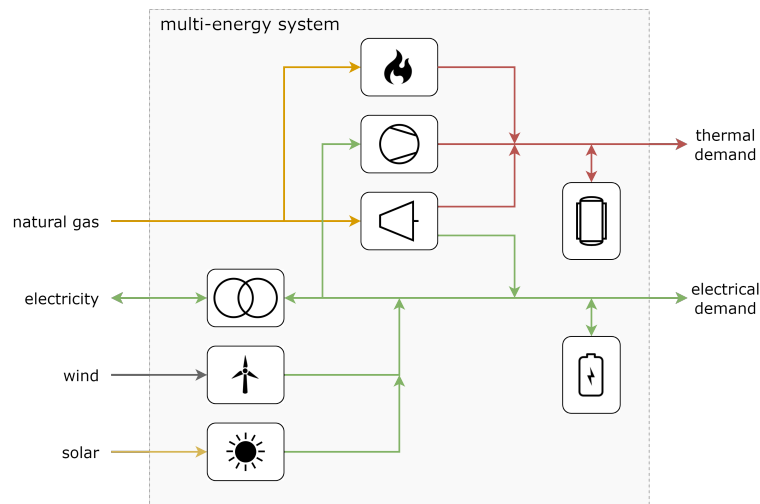 multi-energy system
thermal
demand
natural gas
electricity
electrical
demand
wind
solar